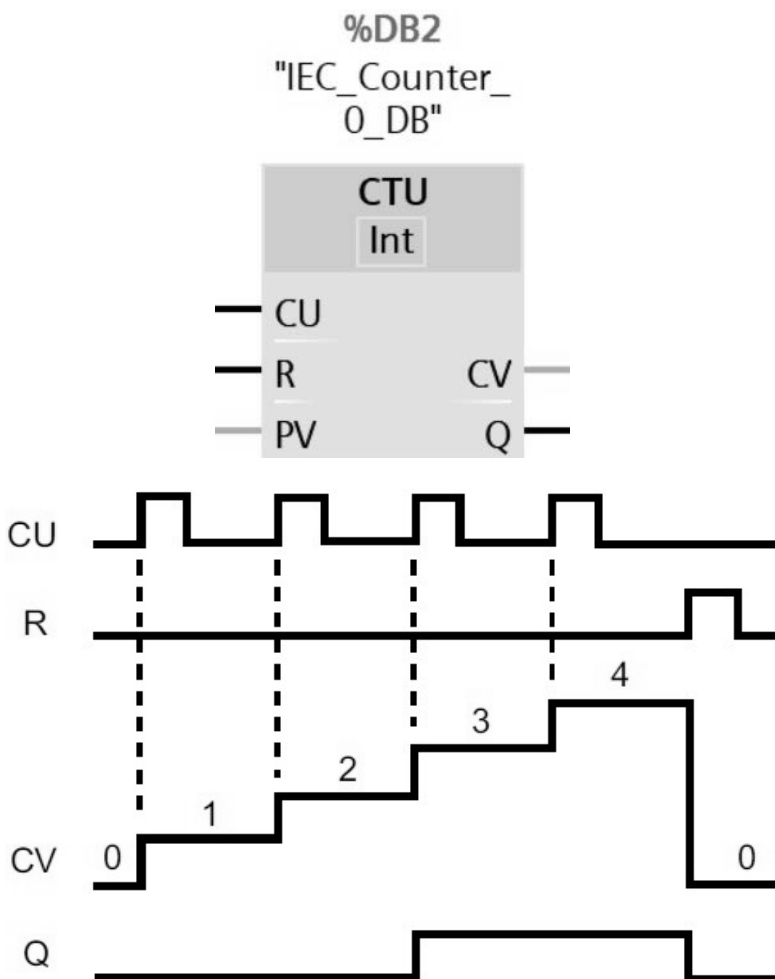 %DB2
"IEC_Counter_
0_DB"
CTU
Int
CU
R CV
PV Q
CU
R
4
3
2
1
CV 0 0
Q